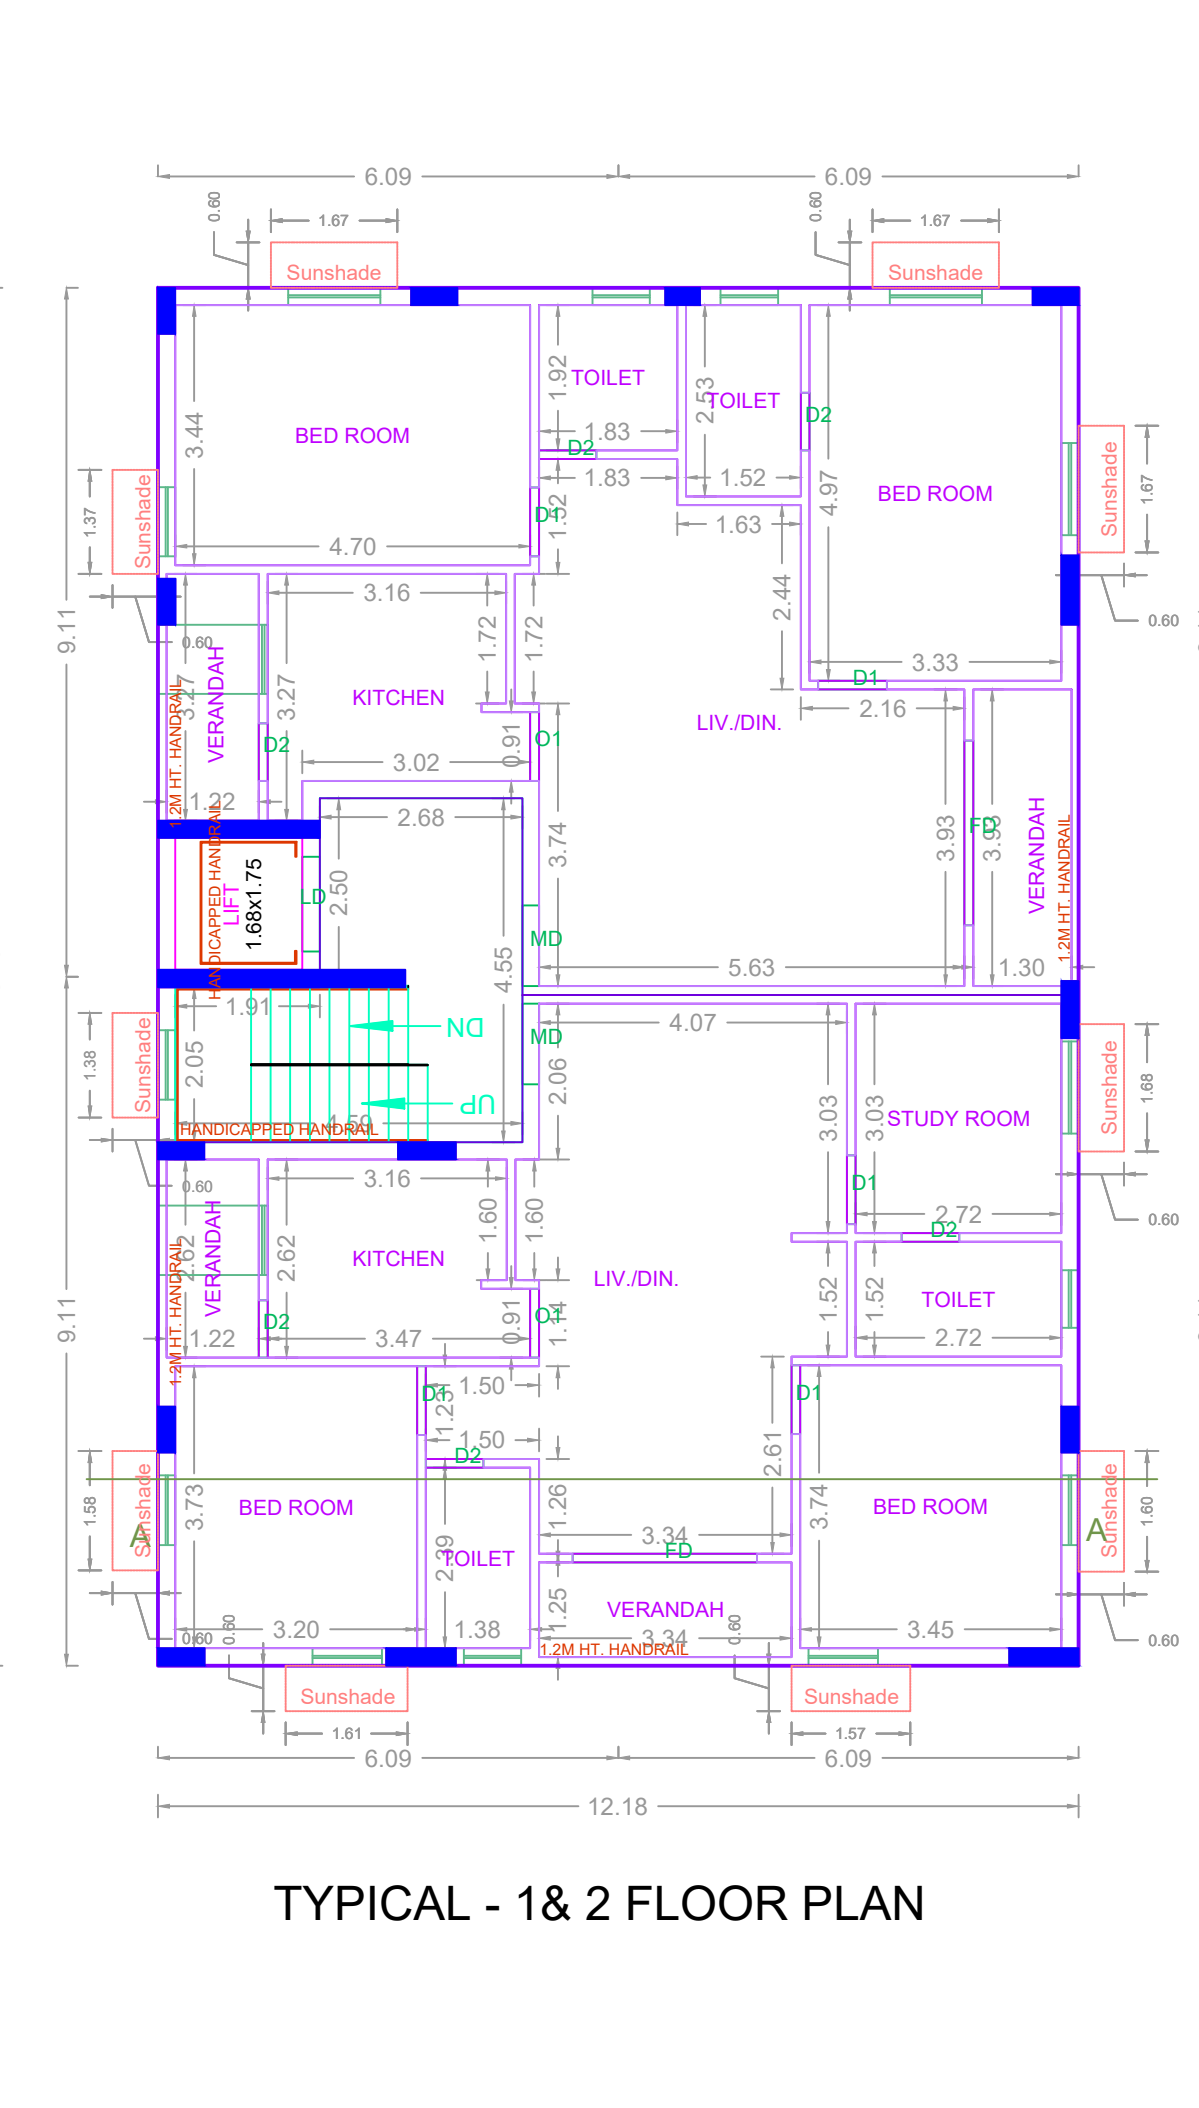 6.09
6.09
0.60
1.67
0.60
1.67
Sunshade
Sunshade
1.92
TOILET
2.53
TOILET
D2
3.44
BED ROOM
1.83
D2
1.83
1.52
4.97
BED ROOM
1.67
Sunshade
1.37
Sunshade
D1
1.52
1.63
4.70
3.16
1.72
1.72
2.44
0.60
9.11
0.60
VERANDAH
3.27
3.27
KITCHEN
3.33
D1
2.16
LIV./DIN.
1.2M HT. HANDRAIL
D2
0.91
O1
3.02
1.22
2.68
3.74
3.93
FD
3.93
VERANDAH
1.2M HT. HANDRAIL
HANDICAPPED HANDRAIL
LIFT
1.68x1.75
LD
2.50
MD
4.55
5.63
1.30
1.91
DN
4.07
MD
2.05
2.06
1.38
Sunshade
Sunshade
1.68
UP
4.50
HANDICAPPED HANDRAIL
3.03
3.03
STUDY ROOM
0.60
3.16
D1
2.72
D2
0.60
1.60
1.60
VERANDAH
2.62
2.62
KITCHEN
LIV./DIN.
1.52
1.52
TOILET
1.2M HT. HANDRAIL
9.11
D2
0.91
O1
1.14
1.22
3.47
2.72
D1
1.23
1.50
D1
1.50
D2
2.61
1.58
Sunshade
A
3.73
BED ROOM
1.26
3.74
BED ROOM
A
Sunshade
1.60
3.34
FD
2.39
TOILET
1.25
VERANDAH
3.20
1.38
3.34
1.2M HT. HANDRAIL
3.45
0.60
0.60
0.60
0.60
Sunshade
Sunshade
1.61
1.57
6.09
6.09
12.18
TYPICAL - 1& 2 FLOOR PLAN